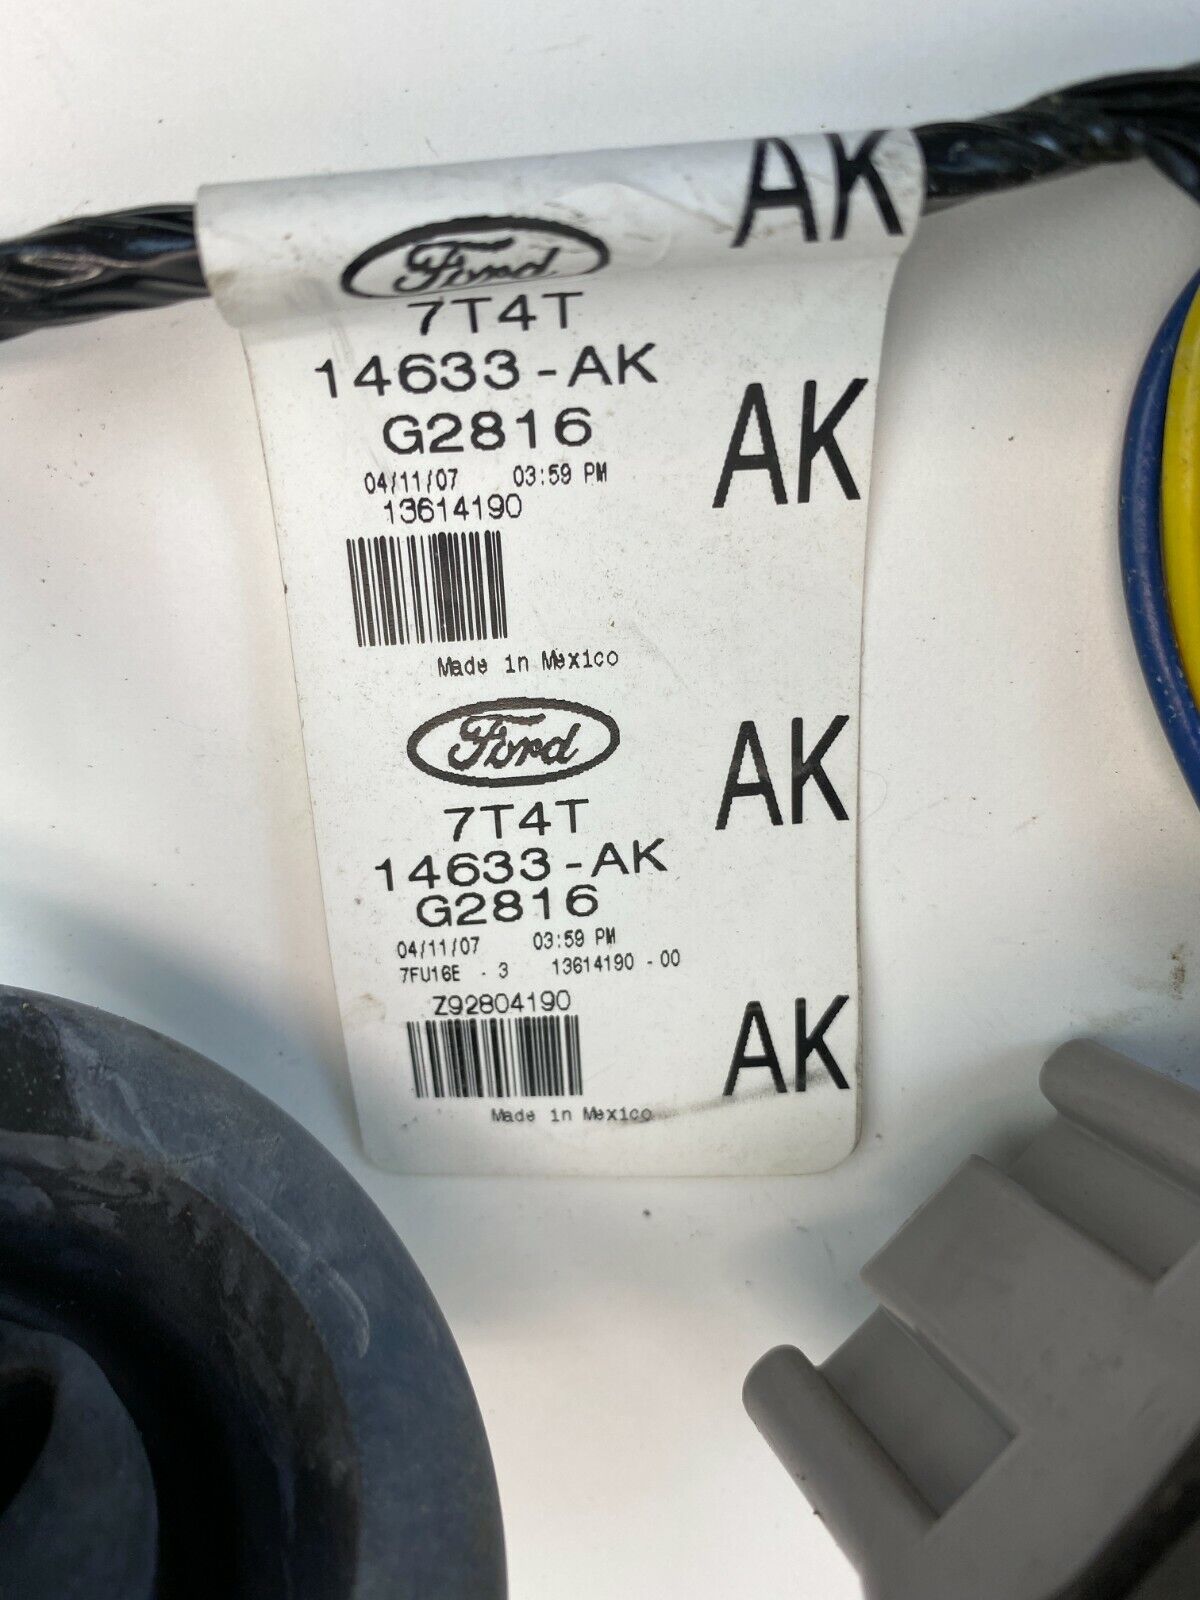 AK
Ford
7T4T
14633-AK
G2816
AK
04/11/07 03:59 PM
13614190
Made in Mexico
Ford
AK
7T4T
14633-AK
G2816
04/11/07 03:59 PM
7FU16E - 3 13614190 -00
Z92804190
AK
Made in Mexico